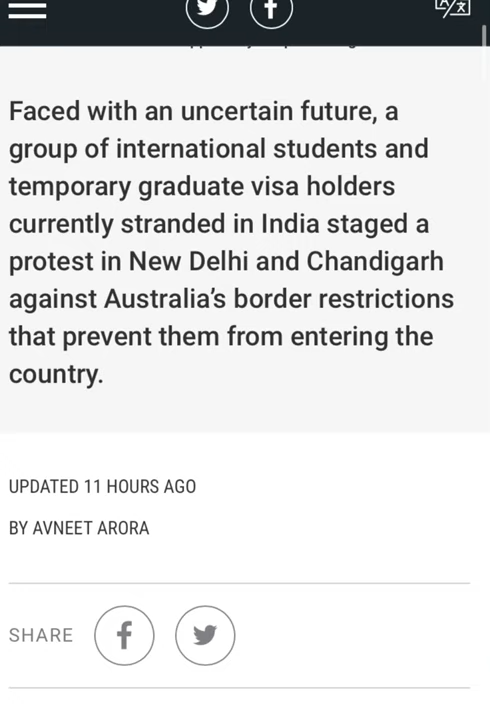 Faced with an uncertain future, a
group of international students and
temporary graduate visa holders
currently stranded in India staged a
protest in New Delhi and Chandigarh
against Australia's border restrictions
that prevent them from entering the
country.
UPDATED 11 HOURS AGO
BY AVNEET ARORA
SHARE